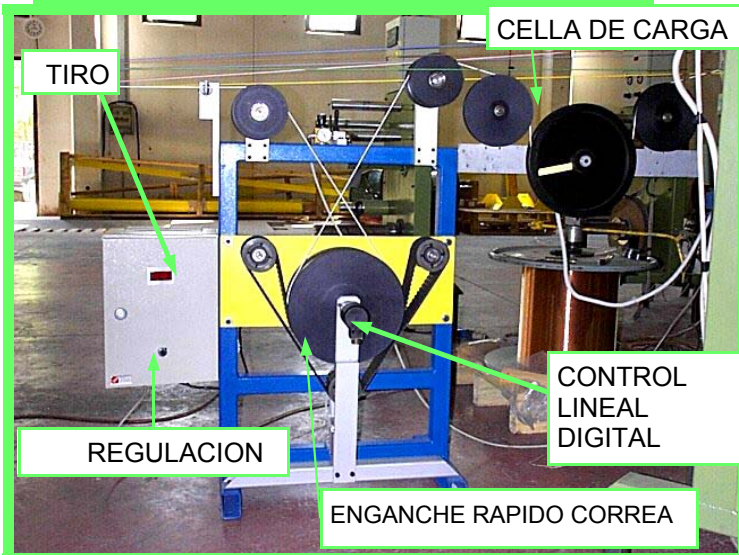 CELLA DE CARGA
TIRO
CONTROL
LINEAL
DIGITAL
REGULACION
ENGANCHE RAPIDO CORREA